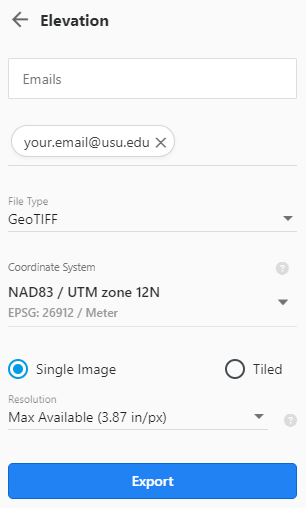 Elevation
Emails
your.email@usu.edu
File Type
GeoTIFF
Coordinate System
?
NAD83 / UTM zone 12N
EPSG: 26912 / Meter
Single Image
Tiled
Resolution
Max Available (3.87 in/px)
?
Export